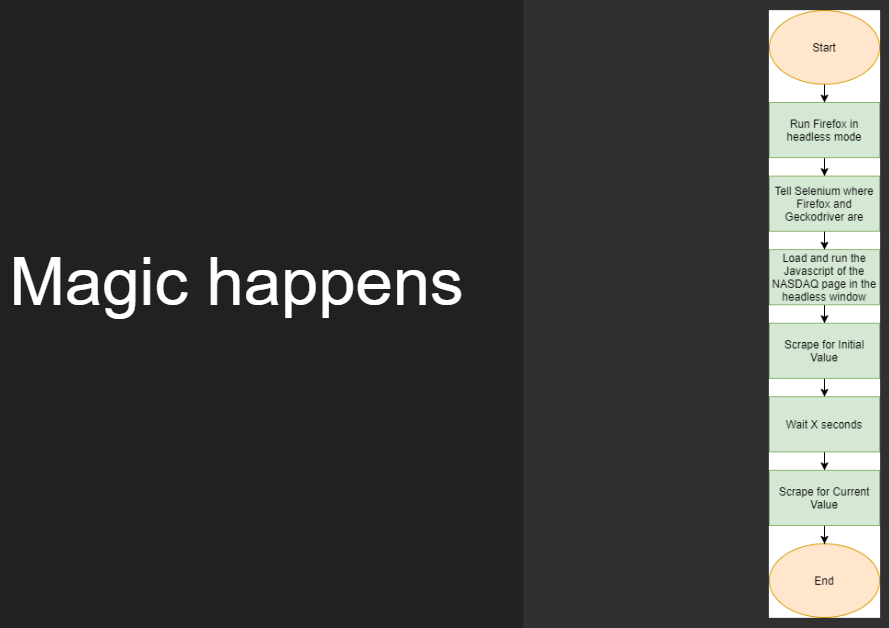 Magic happens
Start
Run Firefox in
headless mode
Tell Selenium where
Firefox and
Geckodriver are
Load and run the
Javascript of the
NASDAQ page in the
headless window
Scrape for Initial
Value
Wait X seconds
Scrape for Current
Value
End